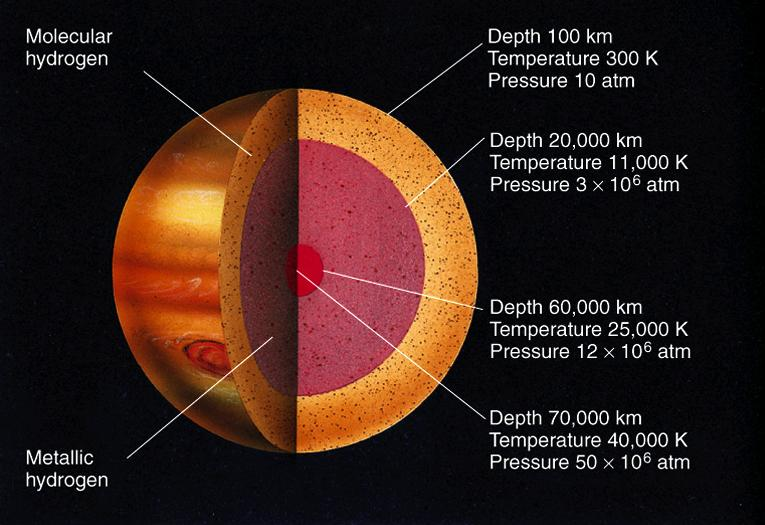 Molecular
hydrogen
Depth 100 km
Temperature 300 K
Pressure 10 atm
Depth 20,000 km
Temperature 11,000 K
Pressure 3 × 10⁶ atm
Depth 60,000 km
Temperature 25,000 K
Pressure 12 × 10⁶ atm
Depth 70,000 km
Temperature 40,000 K
Pressure 50 × 10⁶ atm
Metallic
hydrogen